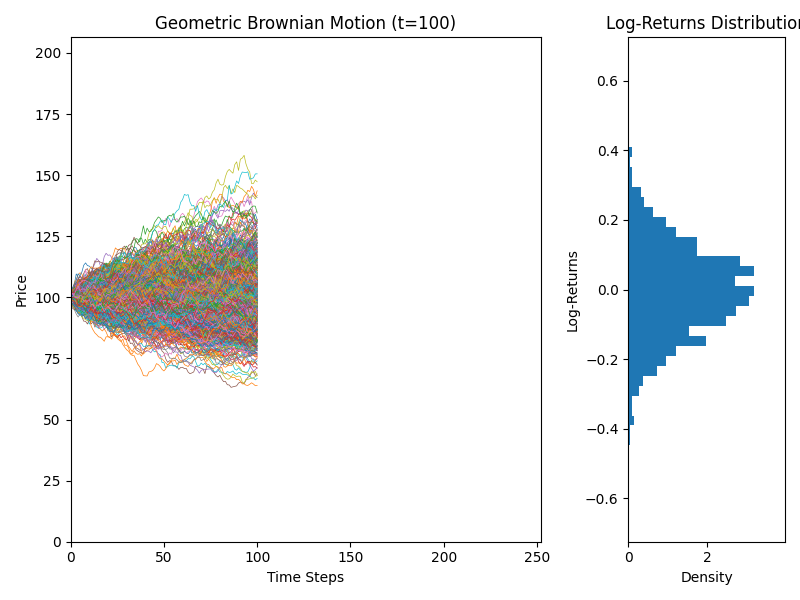 Geometric Brownian Motion (t=100)
Price
200
175
150
125
100
75
50
25
0
0 50 100 150 200 250
Time Steps
Log-Returns Distribution
Log-Returns
0.6
0.4
0.2
0.0
−0.2
−0.4
−0.6
0 2
Density